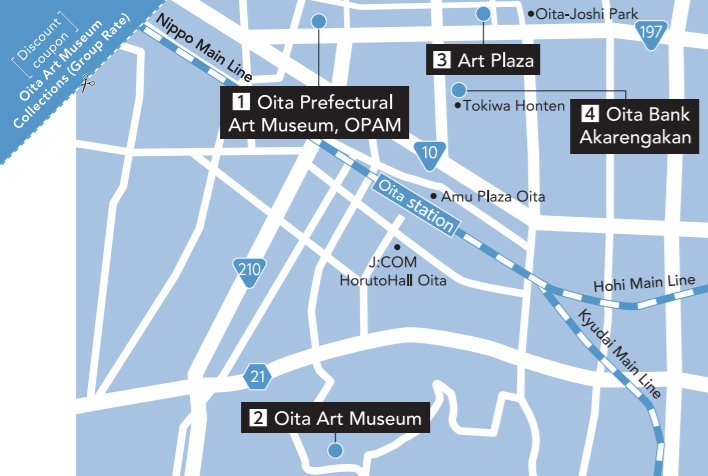 [ Discount
coupon ]
Oita Art Museum
Collections (Group Rate)
Nippo Main Line
Oita-Joshi Park
197
3 Art Plaza
1 Oita Prefectural
Art Museum, OPAM
Tokiwa Honten
4 Oita Bank
Akarengakan
10
Oita station
Amu Plaza Oita
J:COM
HorutoHall Oita
210
Hohi Main Line
Kyudai Main Line
21
2 Oita Art Museum